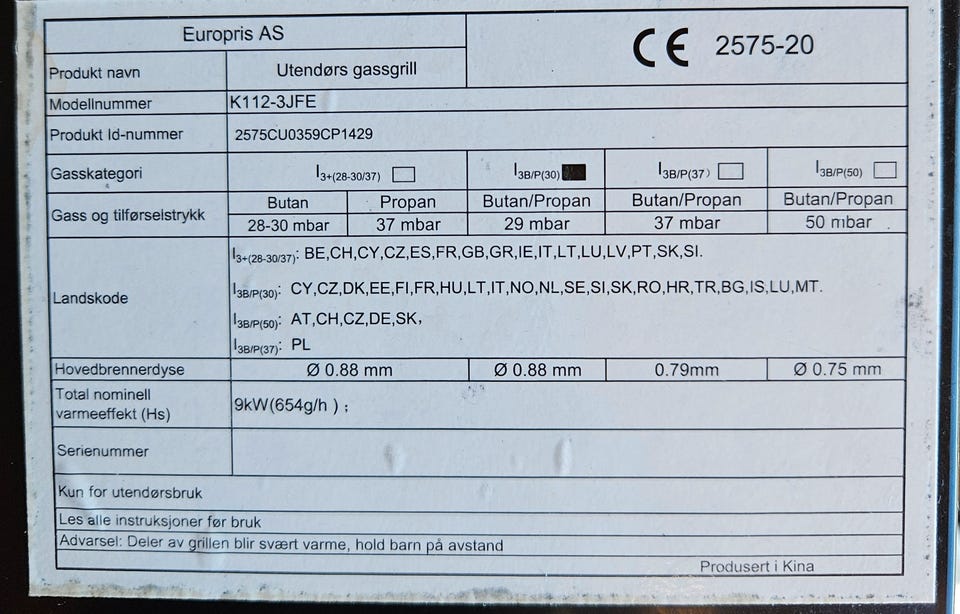 Europris AS
CE 2575-20
Produkt navn Utendørs gassgrill
Modellnummer K112-3JFE
Produkt Id-nummer 2575CU0359CP1429
Gasskategori I3+(28-30/37) I3B/P(30) I3B/P(37) I3B/P(50)
Gass og tilførselstrykk Butan Propan Butan/Propan Butan/Propan Butan/Propan
28-30 mbar 37 mbar 29 mbar 37 mbar 50 mbar
Landskode I3+(28-30/37): BE,CH,CY,CZ,ES,FR,GB,GR,IE,IT,LT,LU,LV,PT,SK,SI.
I3B/P(30): CY,CZ,DK,EE,FI,FR,HU,LT,IT,NO,NL,SE,SI,SK,RO,HR,TR,BG,IS,LU,MT.
I3B/P(50): AT,CH,CZ,DE,SK,
I3B/P(37): PL
Hovedbrennerdyse Ø 0.88 mm Ø 0.88 mm 0.79mm Ø 0.75 mm
Total nominell
varmeeffekt (Hs) 9kW(654g/h ) ;
Serienummer
Kun for utendørsbruk
Les alle instruksjoner før bruk
Advarsel: Deler av grillen blir svært varme, hold barn på avstand
Produsert i Kina